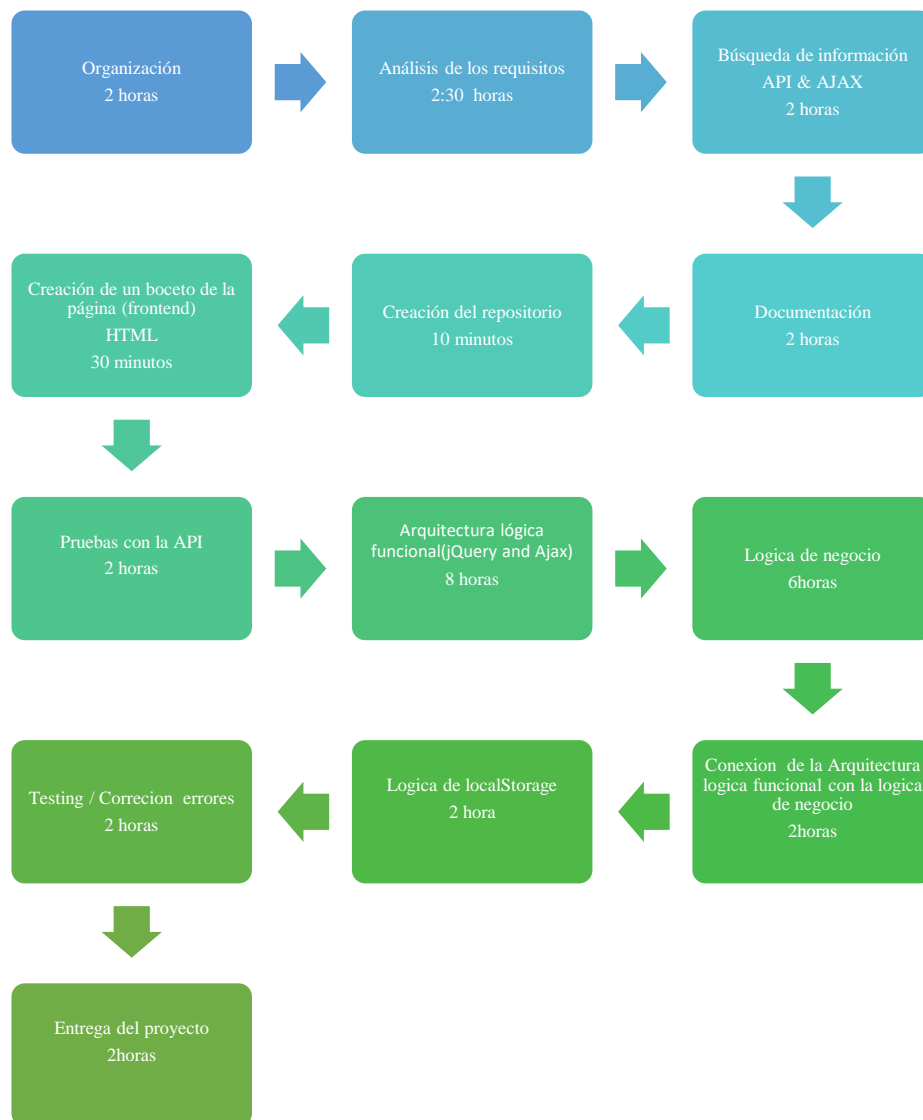 Organización
2 horas
Análisis de los requisitos
2:30 horas
Búsqueda de información
API & AJAX
2 horas
Documentación
2 horas
Creación del repositorio
10 minutos
Creación de un boceto de la
página (frontend)
HTML
30 minutos
Pruebas con la API
2 horas
Arquitectura lógica
funcional(jQuery and Ajax)
8 horas
Logica de negocio
6horas
Conexion de la Arquitectura
logica funcional con la logica
de negocio
2horas
Logica de localStorage
2 hora
Testing / Correcion errores
2 horas
Entrega del proyecto
2horas